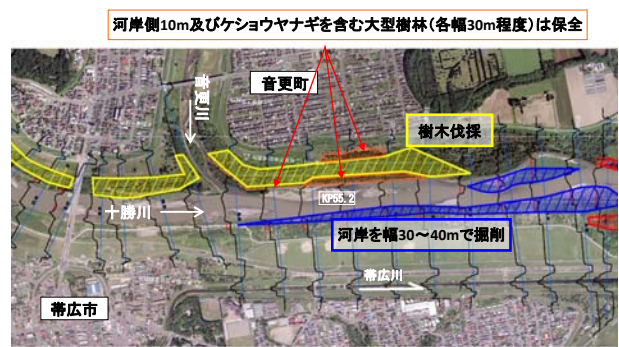 河岸側10m及びケショウヤナギを含む大型樹林(各幅30m程度)は保全
音更川
音更町
樹木伐採
KP65.2
十勝川
河岸を幅30～40mで掘削
帯広川
帯広市